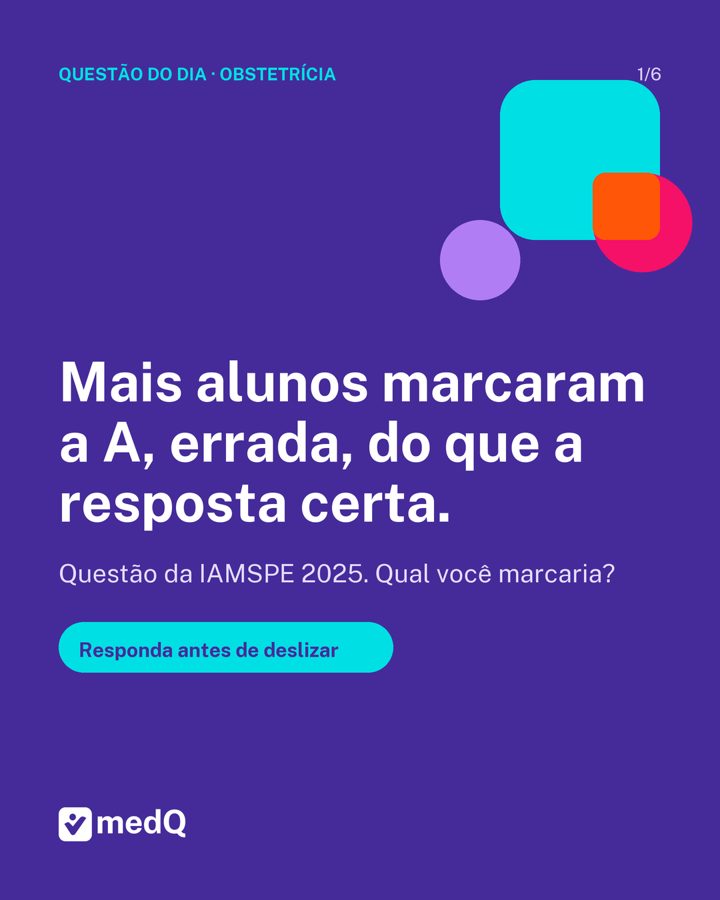 QUESTÃO DO DIA · OBSTETRÍCIA
1/6
Mais alunos marcaram
a A, errada, do que a
resposta certa.
Questão da IAMSPE 2025. Qual você marcaria?
Responda antes de deslizar
medQ